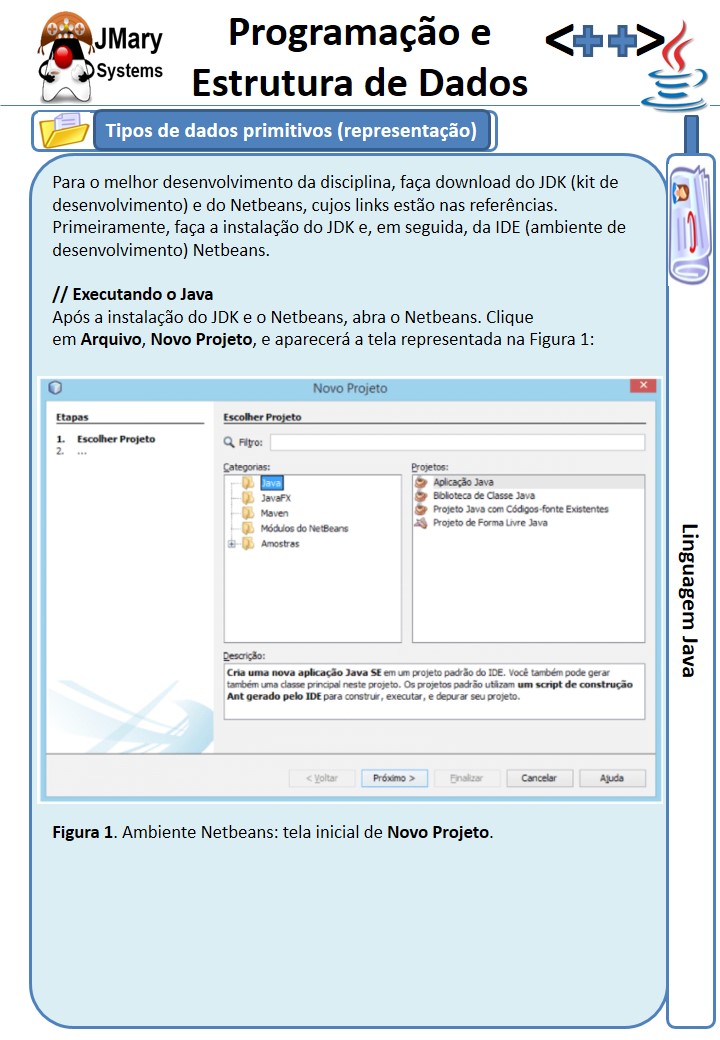 JMary
Systems
Programação e
Estrutura de Dados
<++>
Tipos de dados primitivos (representação)
Para o melhor desenvolvimento da disciplina, faça download do JDK (kit de
desenvolvimento) e do Netbeans, cujos links estão nas referências.
Primeiramente, faça a instalação do JDK e, em seguida, da IDE (ambiente de
desenvolvimento) Netbeans.
// Executando o Java
Após a instalação do JDK e o Netbeans, abra o Netbeans. Clique
em Arquivo, Novo Projeto, e aparecerá a tela representada na Figura 1:
Novo Projeto
Etapas
1. Escolher Projeto
2. ...
Escolher Projeto
Filtro:
Categorias:
Java
JavaFX
Maven
Módulos do NetBeans
Amostras
Projetos:
Aplicação Java
Biblioteca de Classe Java
Projeto Java com Códigos-fonte Existentes
Projeto de Forma Livre Java
Descrição:
Cria uma nova aplicação Java SE em um projeto padrão do IDE. Você também pode gerar
também uma classe principal neste projeto. Os projetos padrão utilizam um script de construção
Ant gerado pelo IDE para construir, executar, e depurar seu projeto.
< Voltar
Próximo >
Finalizar
Cancelar
Ajuda
Figura 1. Ambiente Netbeans: tela inicial de Novo Projeto.
Linguagem Java